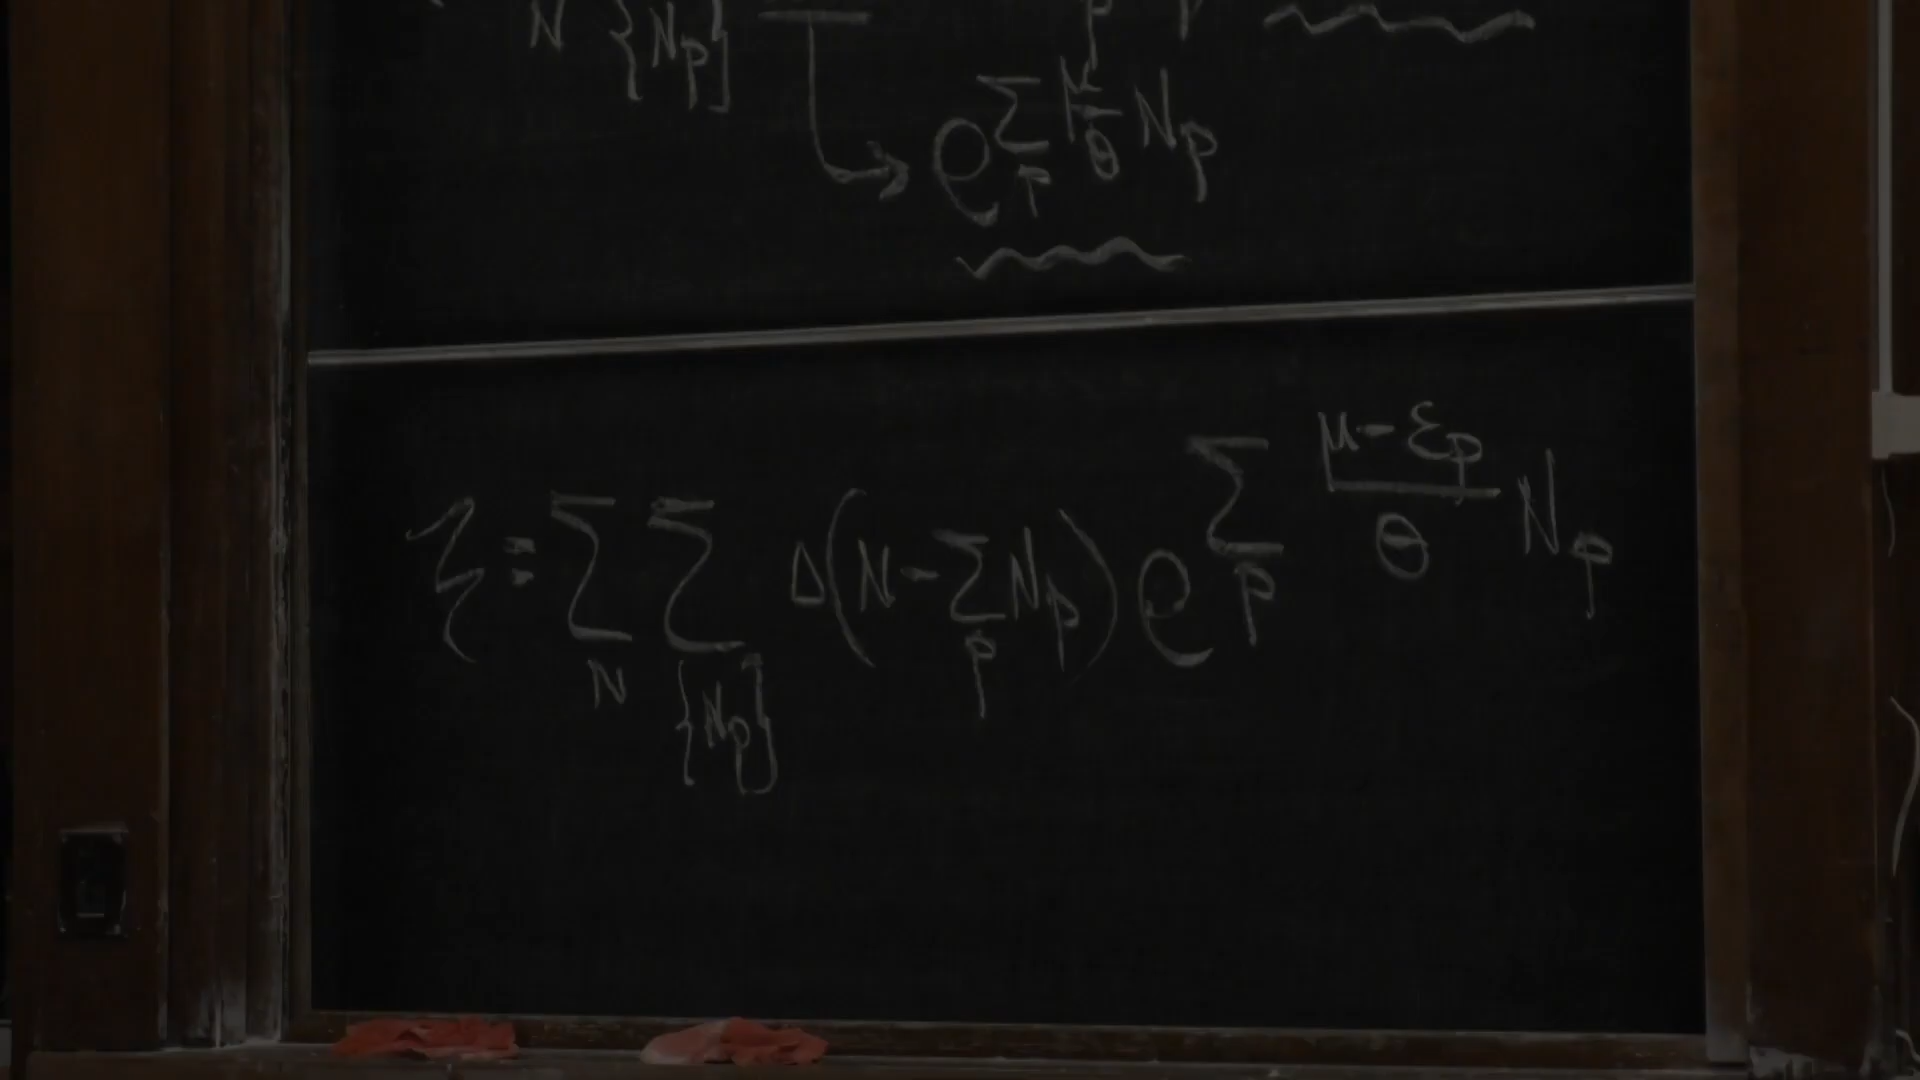 N {Np} p p
e^{Σ_p μ/θ Np}
ζ = Σ_N Σ_{Np} Δ(N - Σ_p Np) e^{Σ_p (μ - εp)/θ Np}